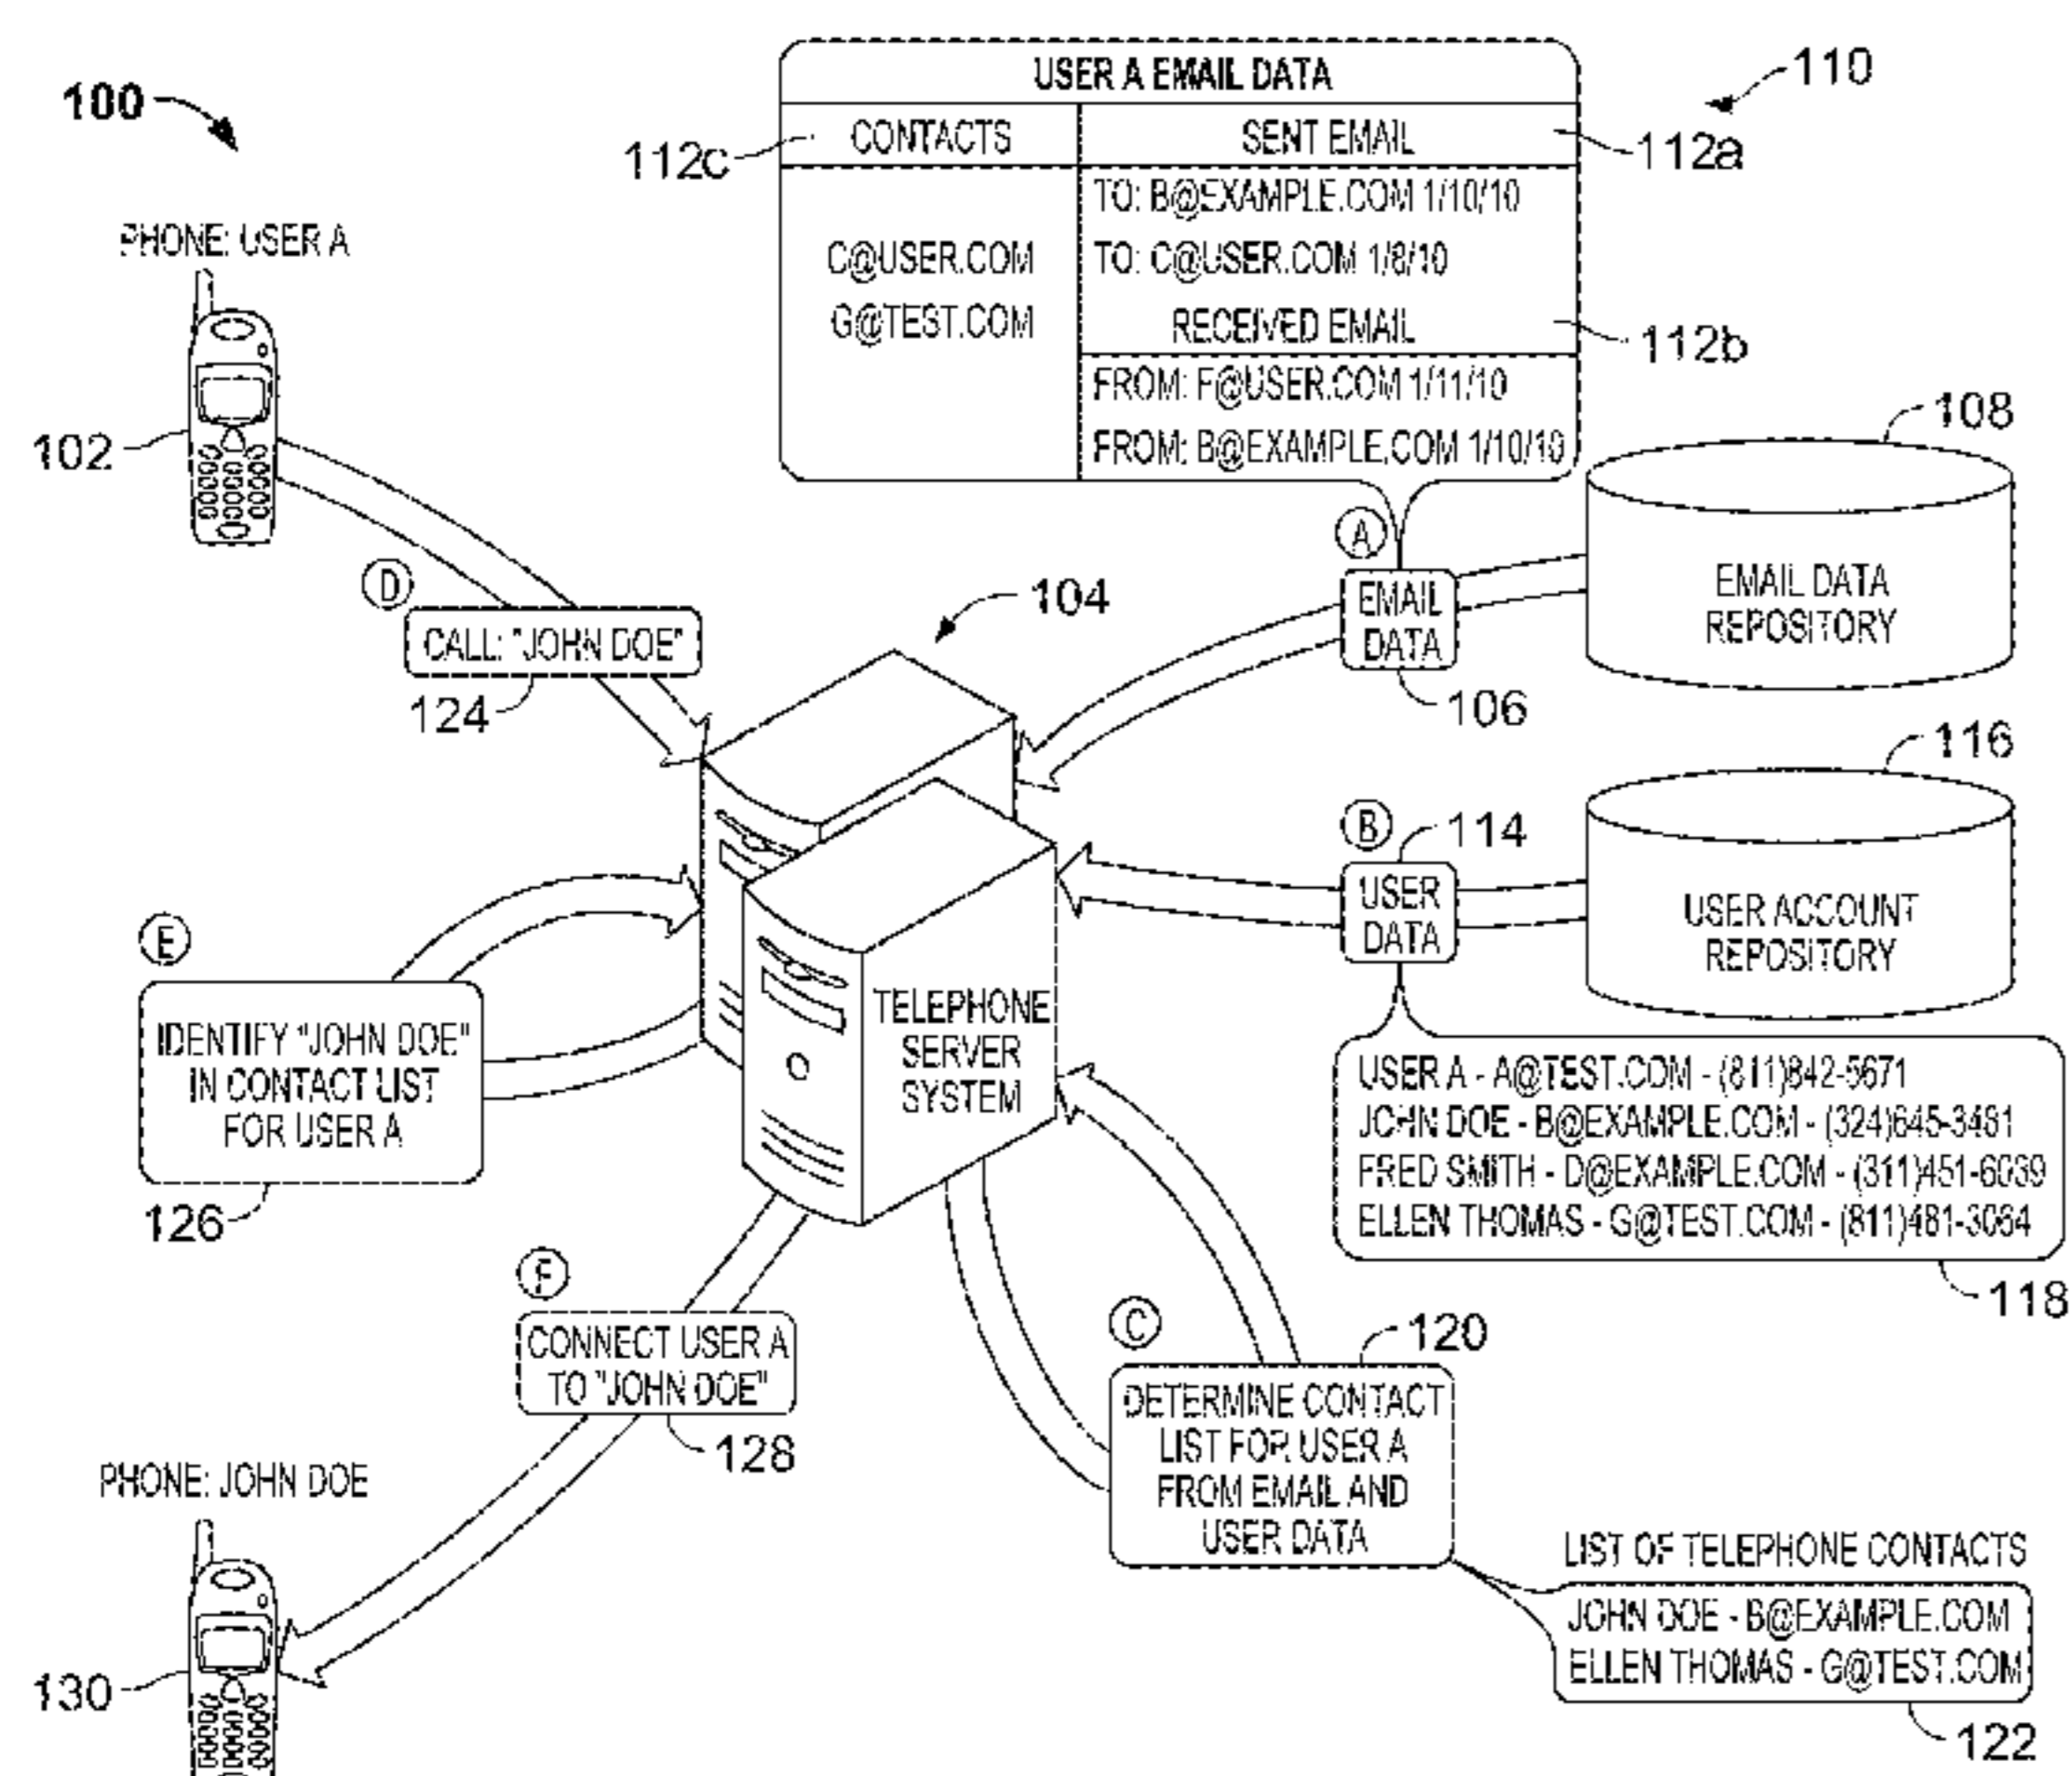 100
110
USER A EMAIL DATA
CONTACTS
SENT EMAIL
112c
112a
TO: B@EXAMPLE.COM 1/10/10
TO: C@USER.COM 1/8/10
C@USER.COM
G@TEST.COM
RECEIVED EMAIL
112b
FROM: F@USER.COM 1/11/10
FROM: B@EXAMPLE.COM 1/10/10
PHONE: USER A
102
108
A
EMAIL
DATA
106
EMAIL DATA
REPOSITORY
D
CALL: "JOHN DOE"
124
104
116
B
114
USER
DATA
USER ACCOUNT
REPOSITORY
E
IDENTIFY "JOHN DOE"
IN CONTACT LIST
FOR USER A
126
TELEPHONE
SERVER
SYSTEM
USER A - A@TEST.COM - (811)842-5671
JOHN DOE - B@EXAMPLE.COM - (324)645-3481
FRED SMITH - D@EXAMPLE.COM - (311)451-6039
ELLEN THOMAS - G@TEST.COM - (811)481-3064
118
F
CONNECT USER A
TO "JOHN DOE"
128
C
120
DETERMINE CONTACT
LIST FOR USER A
FROM EMAIL AND
USER DATA
PHONE: JOHN DOE
130
LIST OF TELEPHONE CONTACTS
JOHN DOE - B@EXAMPLE.COM
ELLEN THOMAS - G@TEST.COM
122